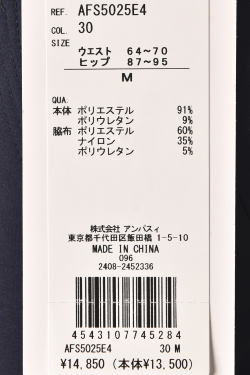 REF. AFS5025E4
COL. 30
SIZE
ウエスト 64～70
ヒップ 87～95
M
QUA.
本体 ポリエステル 91%
ポリウレタン 9%
脇布 ポリエステル 60%
ナイロン 35%
ポリウレタン 5%
株式会社 アンパスィ
東京都千代田区飯田橋 1-5-10
MADE IN CHINA
096
2408-2452336
4543107745284
AFS5025E4 30 M
¥14,850 (本体¥13,500)